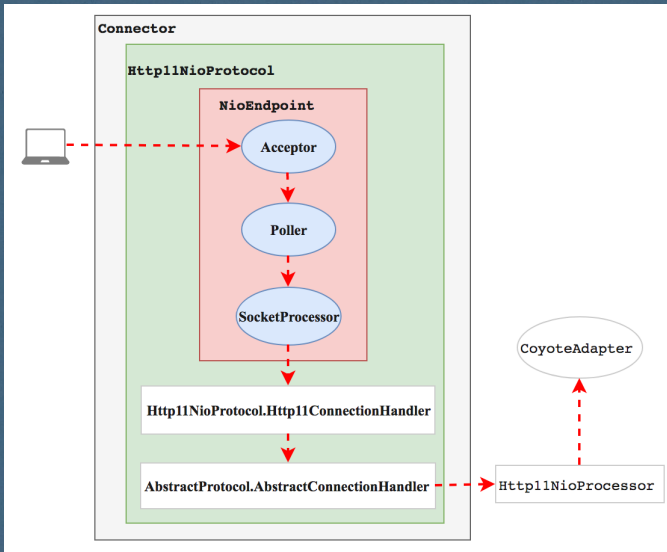 Connector
Http11NioProtocol
NioEndpoint
Acceptor
Poller
SocketProcessor
CoyoteAdapter
Http11NioProtocol.Http11ConnectionHandler
AbstractProtocol.AbstractConnectionHandler
Http11NioProcessor